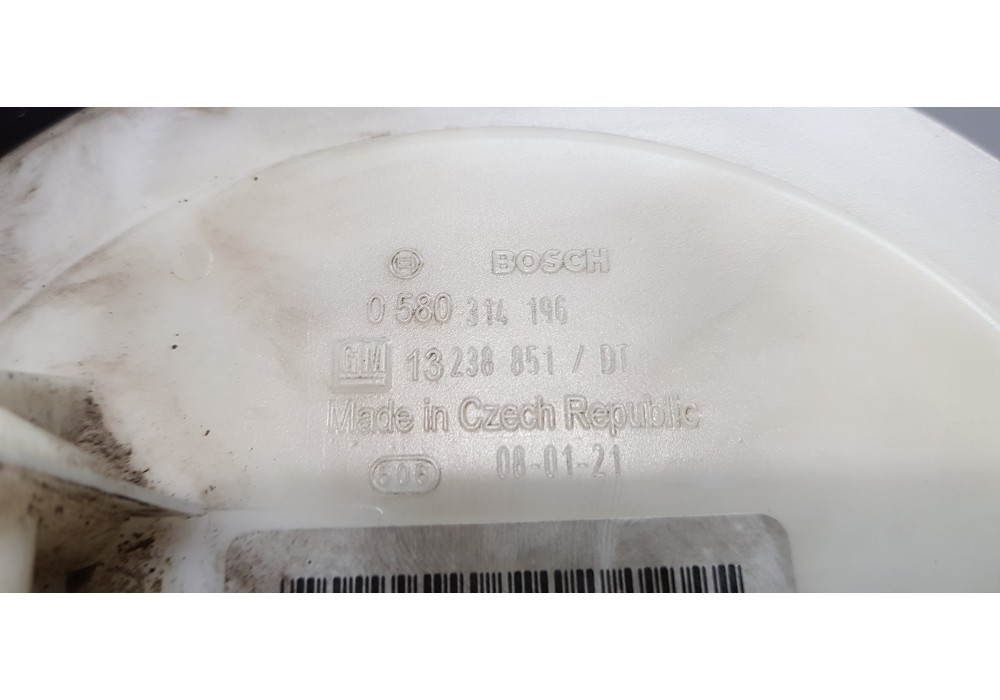 BOSCH
0 580 314 196
GM 13 238 851 / DT
Made in Czech Republic
08-01-21